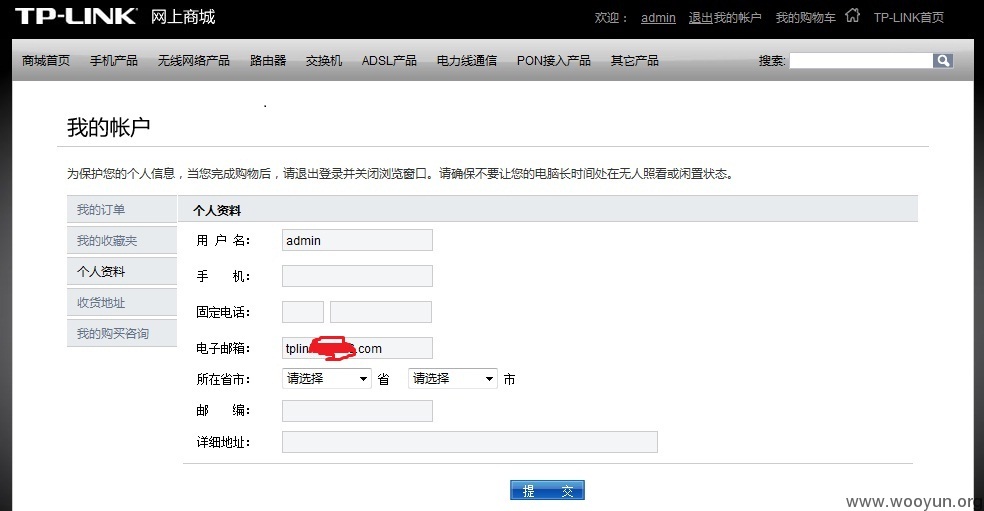 TP-LINK 网上商城 欢迎： admin 退出我的帐户 我的购物车 TP-LINK首页
商城首页 手机产品 无线网络产品 路由器 交换机 ADSL产品 电力线通信 PON接入产品 其它产品 搜索:
我的帐户
为保护您的个人信息，当您完成购物后，请退出登录并关闭浏览窗口。请确保不要让您的电脑长时间处在无人照看或闲置状态。
我的订单
我的收藏夹
个人资料
收货地址
我的购买咨询
个人资料
用 户 名： admin
手 机：
固定电话：
电子邮箱： tplin .com
所在省市： 请选择 省 请选择 市
邮 编：
详细地址：
提 交
www.wooyun.org